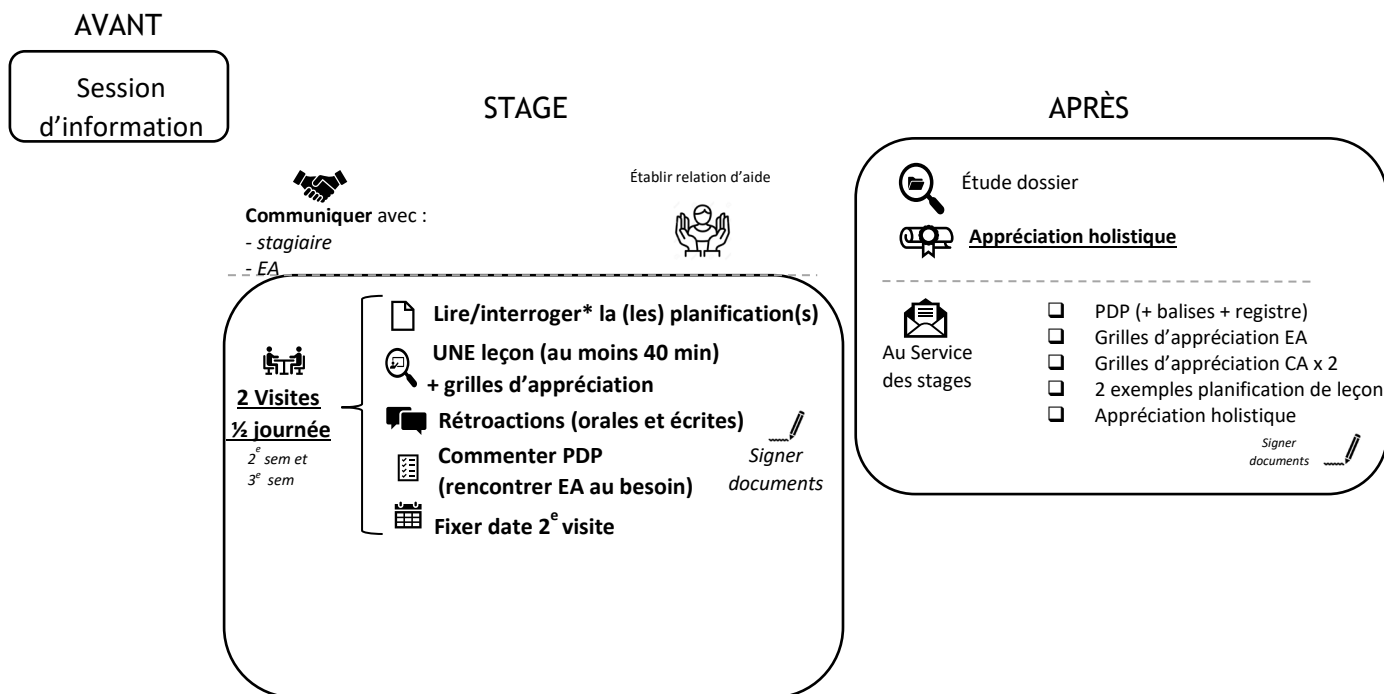 AVANT
Session
d’information
STAGE
Communiquer avec :
- stagiaire
- EA
Établir relation d’aide
2 Visites
½ journée
2e sem et
3e sem
Lire/interroger* la (les) planification(s)
UNE leçon (au moins 40 min)
+ grilles d’appréciation
Rétroactions (orales et écrites)
Commenter PDP
(rencontrer EA au besoin)
Fixer date 2e visite
Signer
documents
APRÈS
Étude dossier
Appréciation holistique
Au Service
des stages
❑ PDP (+ balises + registre)
❑ Grilles d’appréciation EA
❑ Grilles d’appréciation CA x 2
❑ 2 exemples planification de leçon
❑ Appréciation holistique
Signer
documents